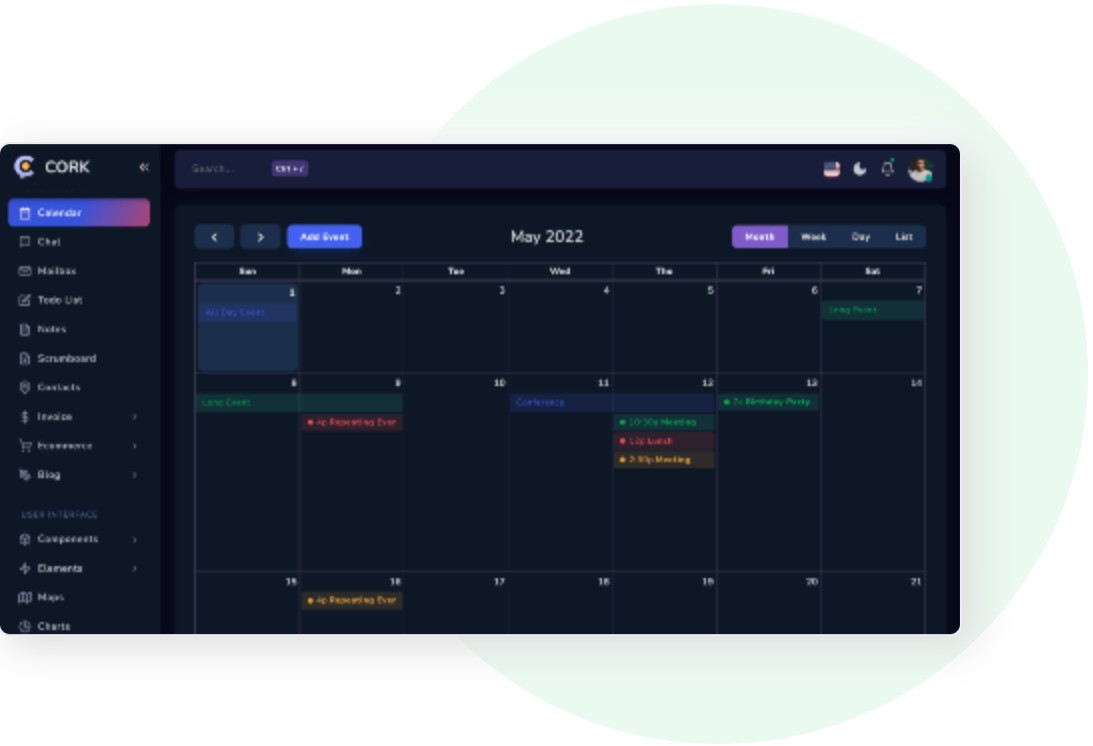 CORK
Search... Ctrl + /
Calendar
Chat
Mailbox
Todo List
Notes
Scrumboard
Contacts
Invoice
Ecommerce
Blog
USER INTERFACE
Components
Elements
Maps
Charts
Add Event May 2022 Month Week Day List
Sun Mon Tue Wed Thu Fri Sat
1 2 3 4 5 6 7
All Day Event Long Event
8 9 10 11 12 13 14
Long Event Conference 7p Birthday Party
4p Repeating Even 10:30a Meeting
12p Lunch
2:30p Meeting
15 16 17 18 19 20 21
4p Repeating Even